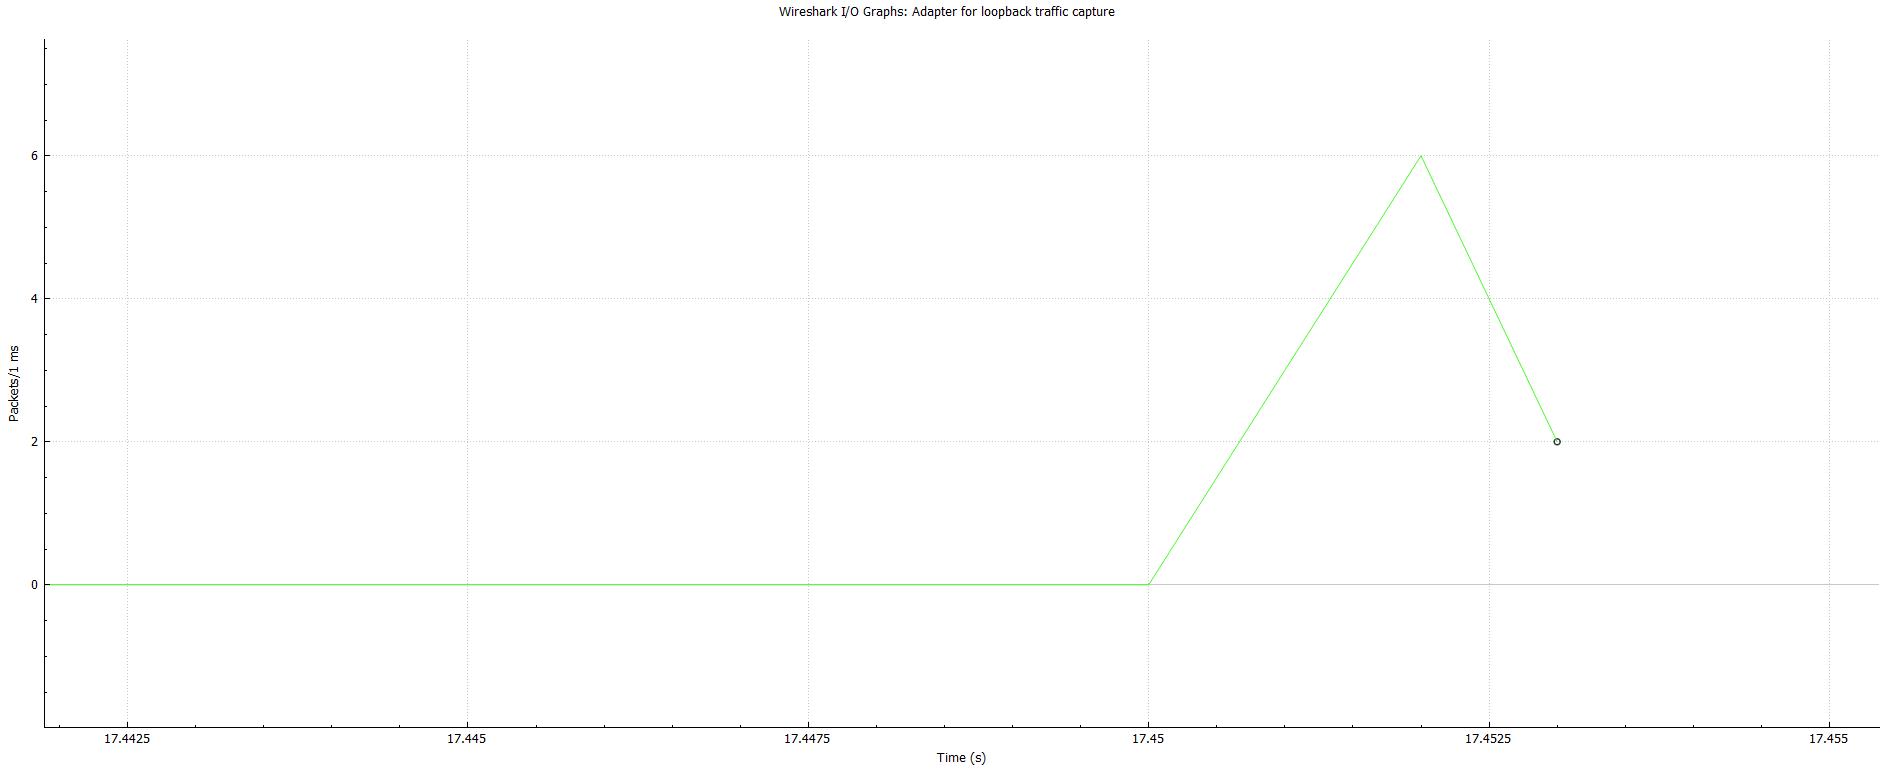 Wireshark I/O Graphs: Adapter for loopback traffic capture
Packets/1 ms
6
4
2
0
17.4425 17.445 17.4475 17.45 17.4525 17.455
Time (s)